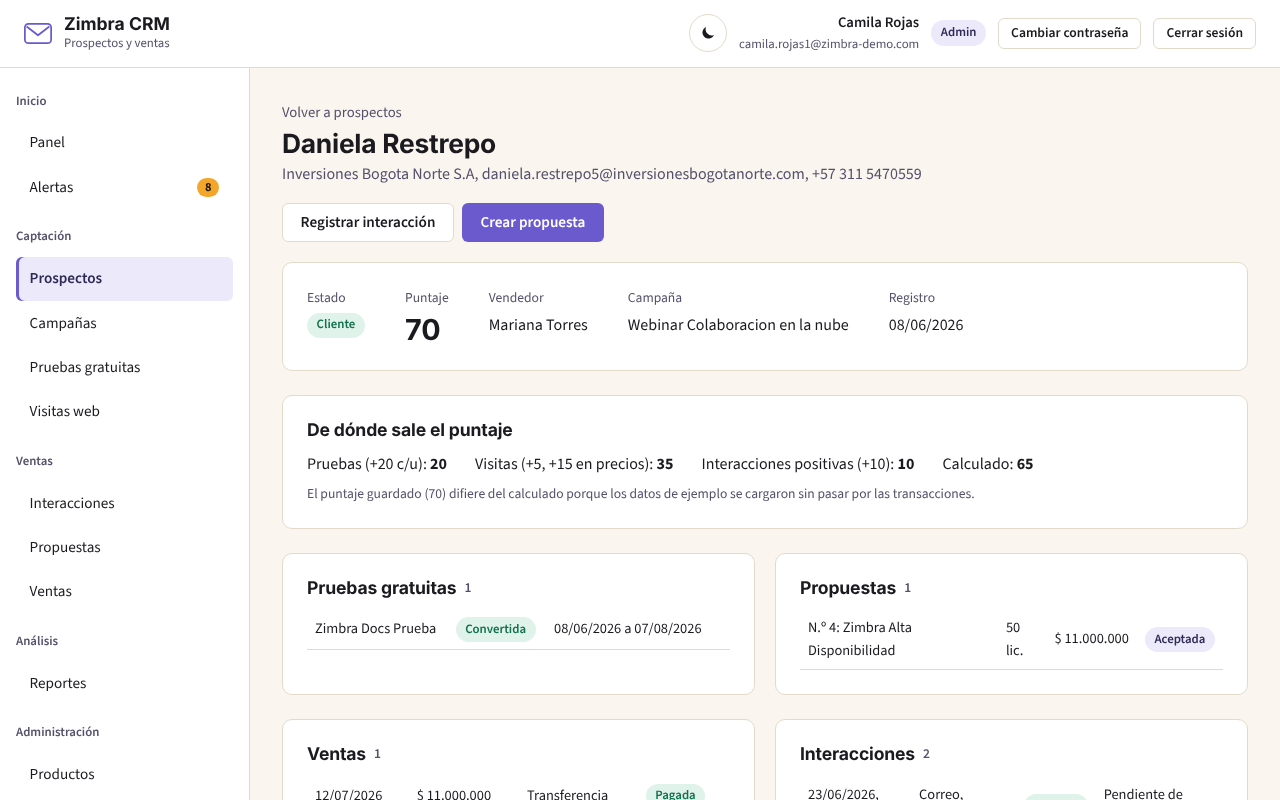 Zimbra CRM
Prospectos y ventas
Camila Rojas
camila.rojas1@zimbra-demo.com
Admin
Cambiar contraseña
Cerrar sesión
Inicio
Panel
Alertas
8
Captación
Prospectos
Campañas
Pruebas gratuitas
Visitas web
Ventas
Interacciones
Propuestas
Ventas
Análisis
Reportes
Administración
Productos
Volver a prospectos
Daniela Restrepo
Inversiones Bogota Norte S.A, daniela.restrepo5@inversionesbogotanorte.com, +57 311 5470559
Registrar interacción
Crear propuesta
Estado
Cliente
Puntaje
70
Vendedor
Mariana Torres
Campaña
Webinar Colaboracion en la nube
Registro
08/06/2026
De dónde sale el puntaje
Pruebas (+20 c/u): 20 Visitas (+5, +15 en precios): 35 Interacciones positivas (+10): 10 Calculado: 65
El puntaje guardado (70) difiere del calculado porque los datos de ejemplo se cargaron sin pasar por las transacciones.
Pruebas gratuitas 1
Zimbra Docs Prueba Convertida 08/06/2026 a 07/08/2026
Propuestas 1
N.º 4: Zimbra Alta Disponibilidad
50 lic.
$ 11.000.000
Aceptada
Ventas 1
12/07/2026 $ 11.000.000 Transferencia Pagada
Interacciones 2
23/06/2026, Correo, Pendiente de